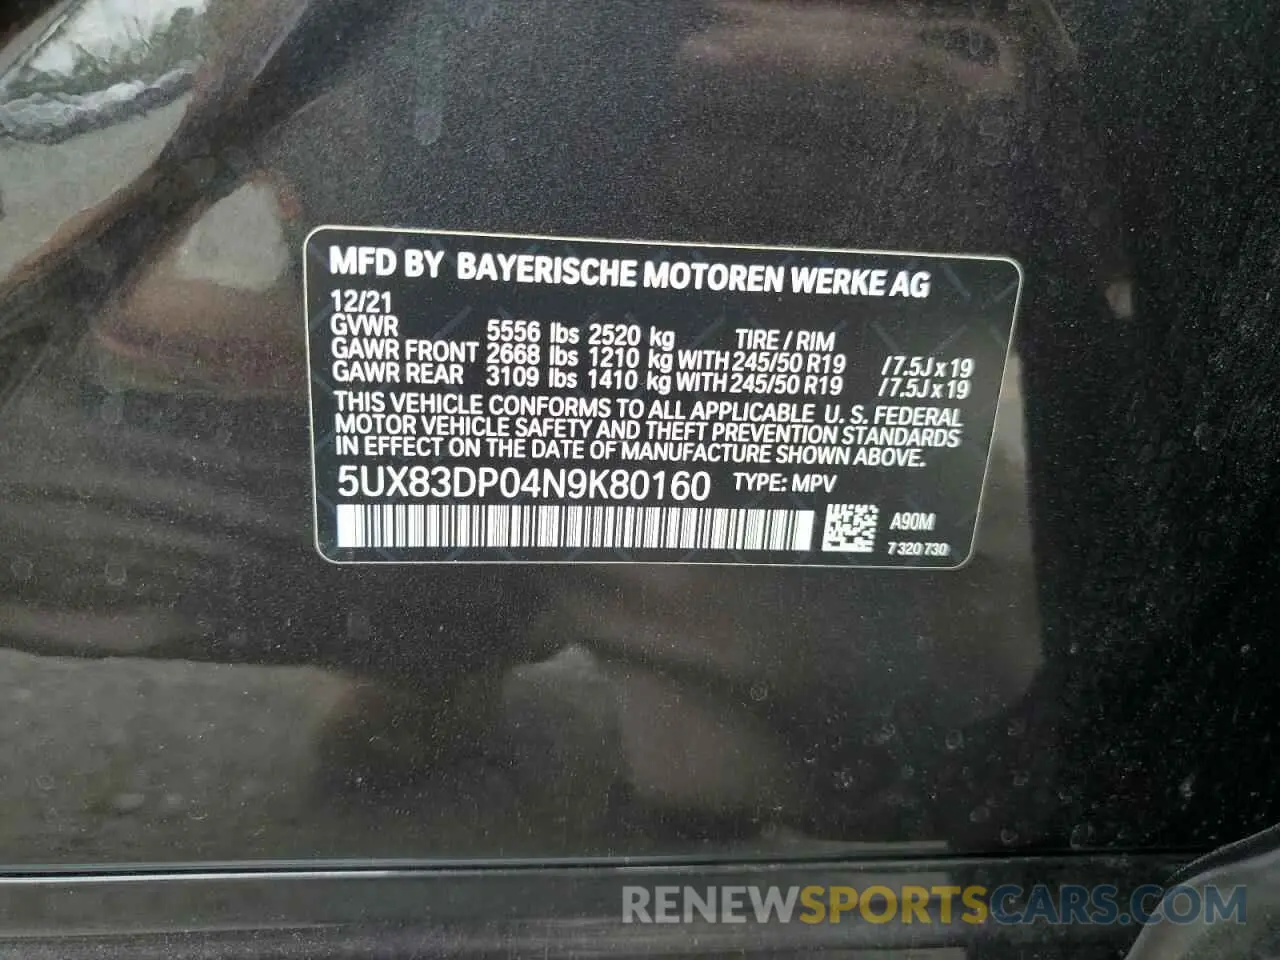 MFD BY BAYERISCHE MOTOREN WERKE AG
12/21
GVWR 5556 lbs 2520 kg TIRE / RIM
GAWR FRONT 2668 lbs 1210 kg WITH 245/50 R19 / 7.5J x 19
GAWR REAR 3109 lbs 1410 kg WITH 245/50 R19 / 7.5J x 19
THIS VEHICLE CONFORMS TO ALL APPLICABLE U. S. FEDERAL
MOTOR VEHICLE SAFETY AND THEFT PREVENTION STANDARDS
IN EFFECT ON THE DATE OF MANUFACTURE SHOWN ABOVE.
5UX83DP04N9K80160 TYPE: MPV
A90M
7 320 730
RENEWSPORTSCARS.COM